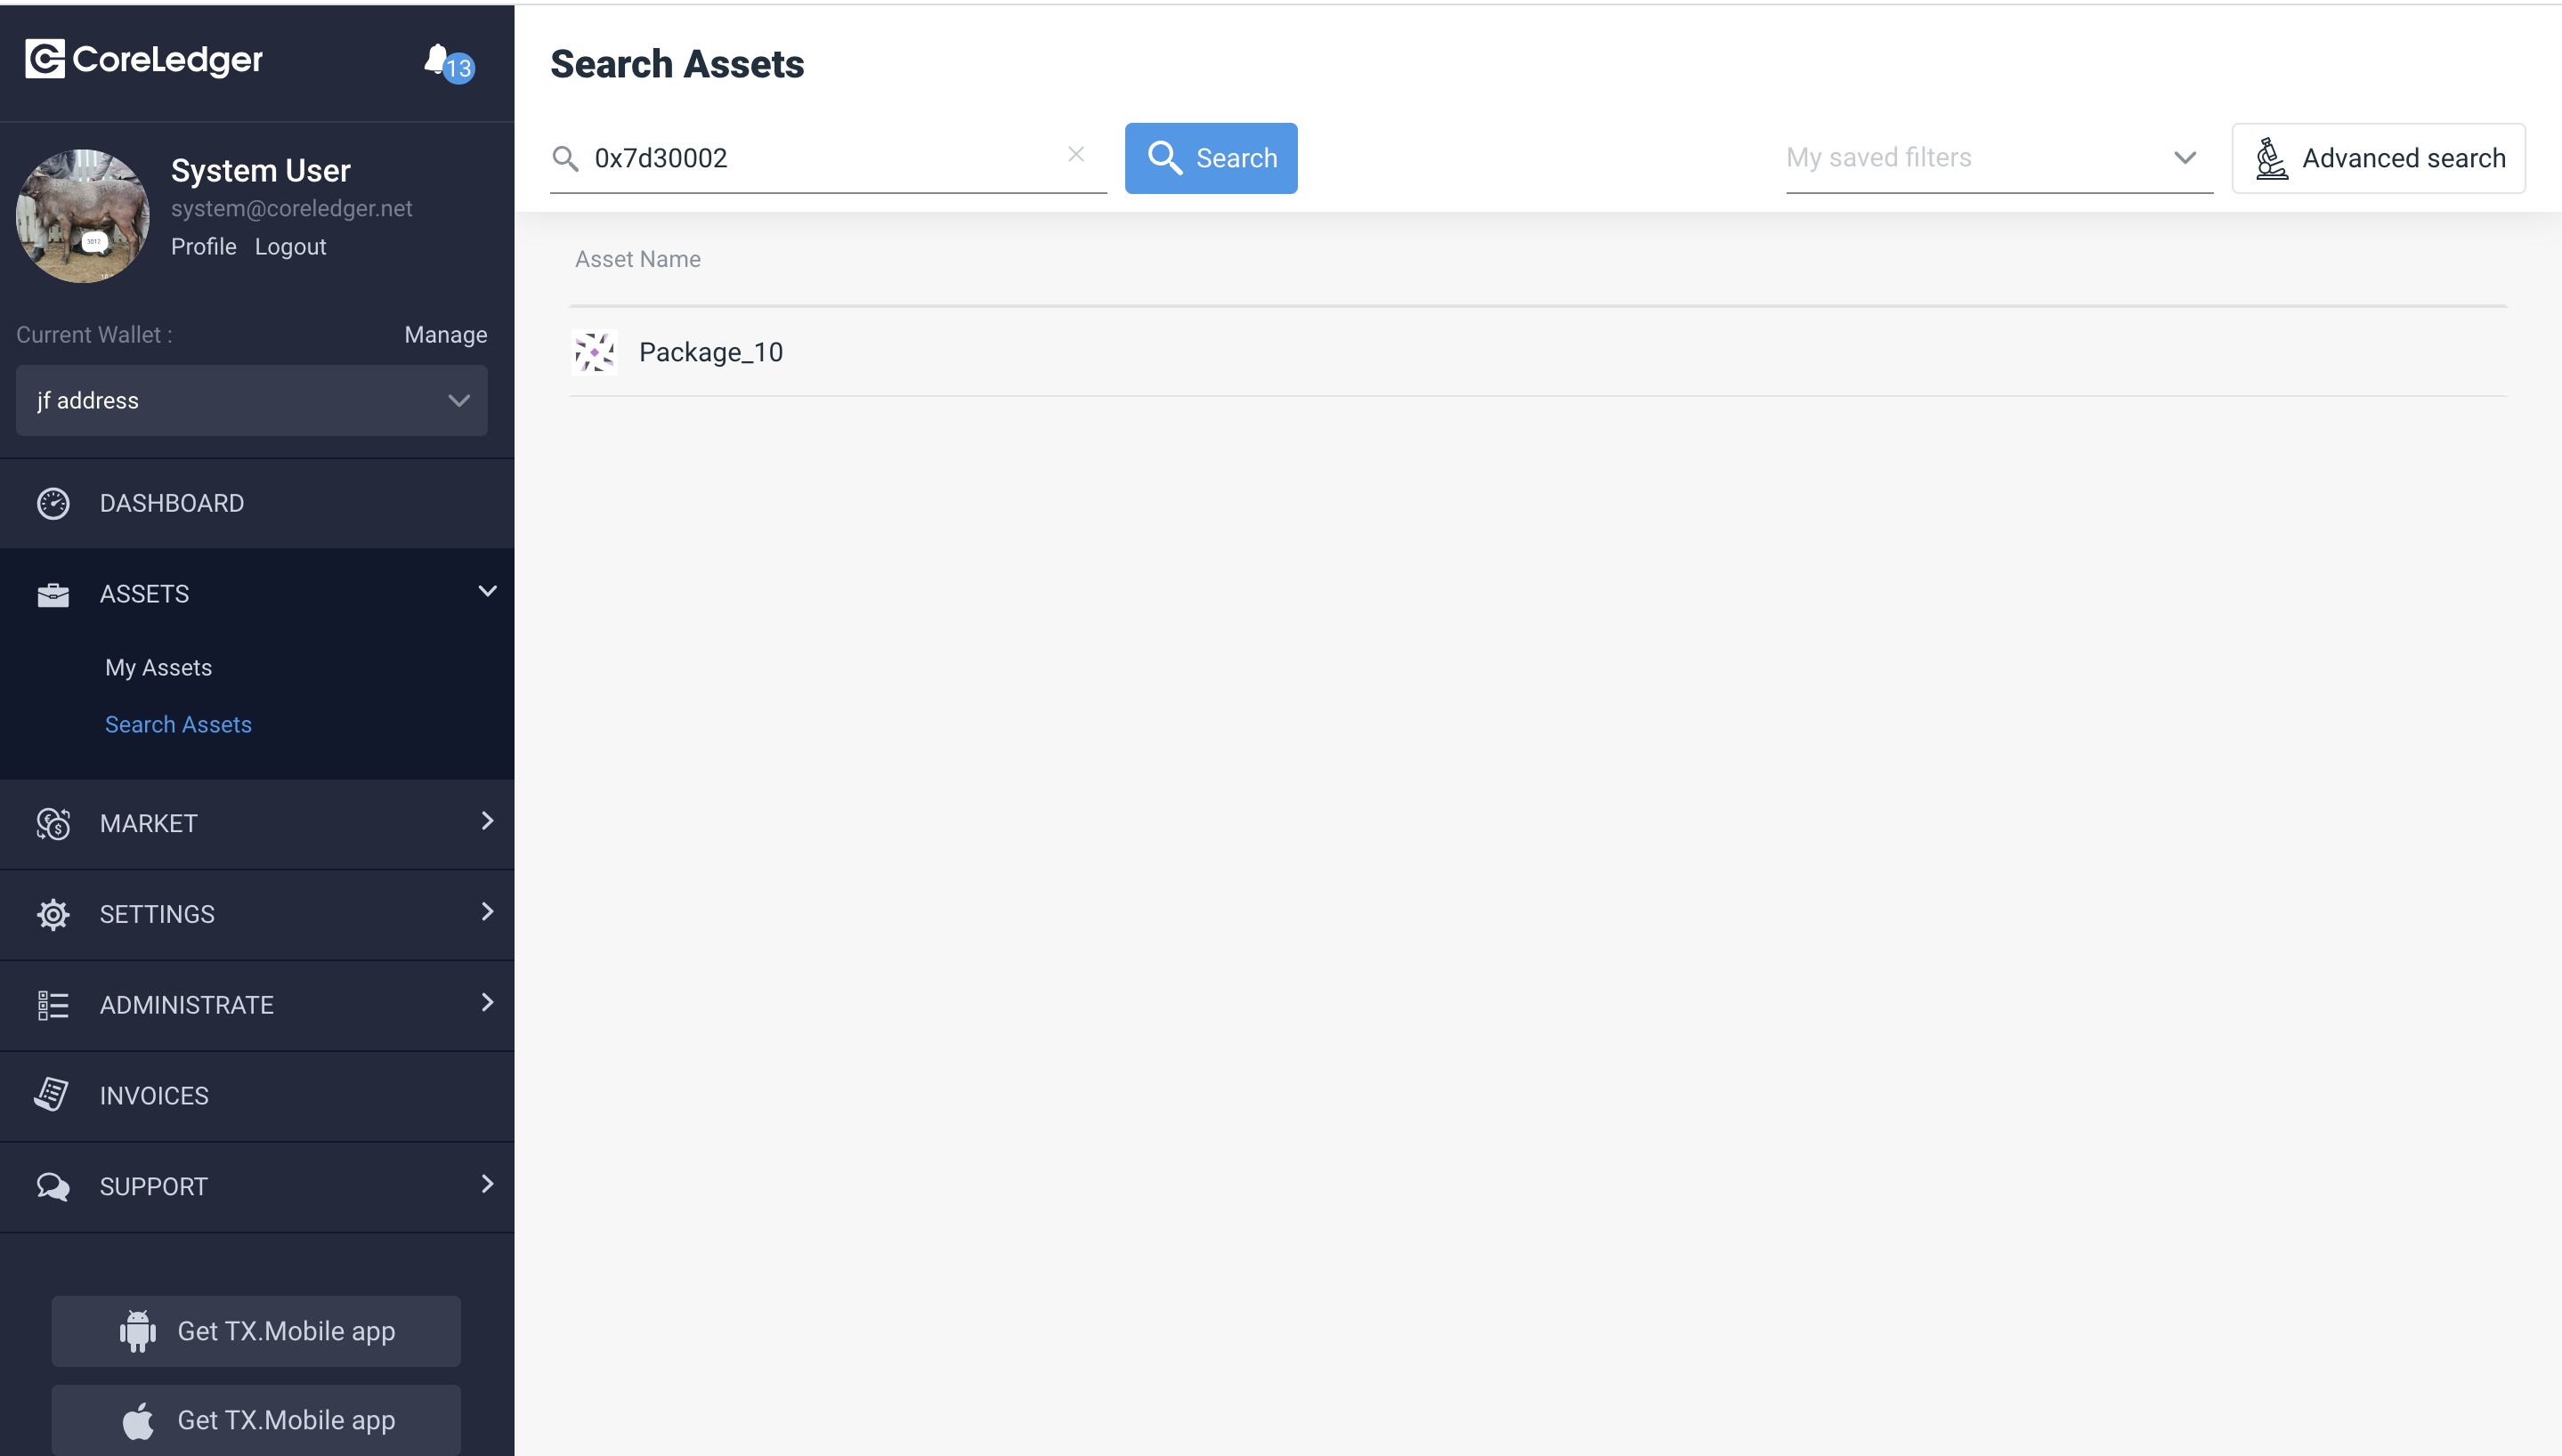 CoreLedger
13
System User
system@coreledger.net
Profile Logout
Current Wallet : Manage
jf address
DASHBOARD
ASSETS
My Assets
Search Assets
MARKET
SETTINGS
ADMINISTRATE
INVOICES
SUPPORT
Get TX.Mobile app
Get TX.Mobile app
Search Assets
0x7d30002
Search
My saved filters
Advanced search
Asset Name
Package_10